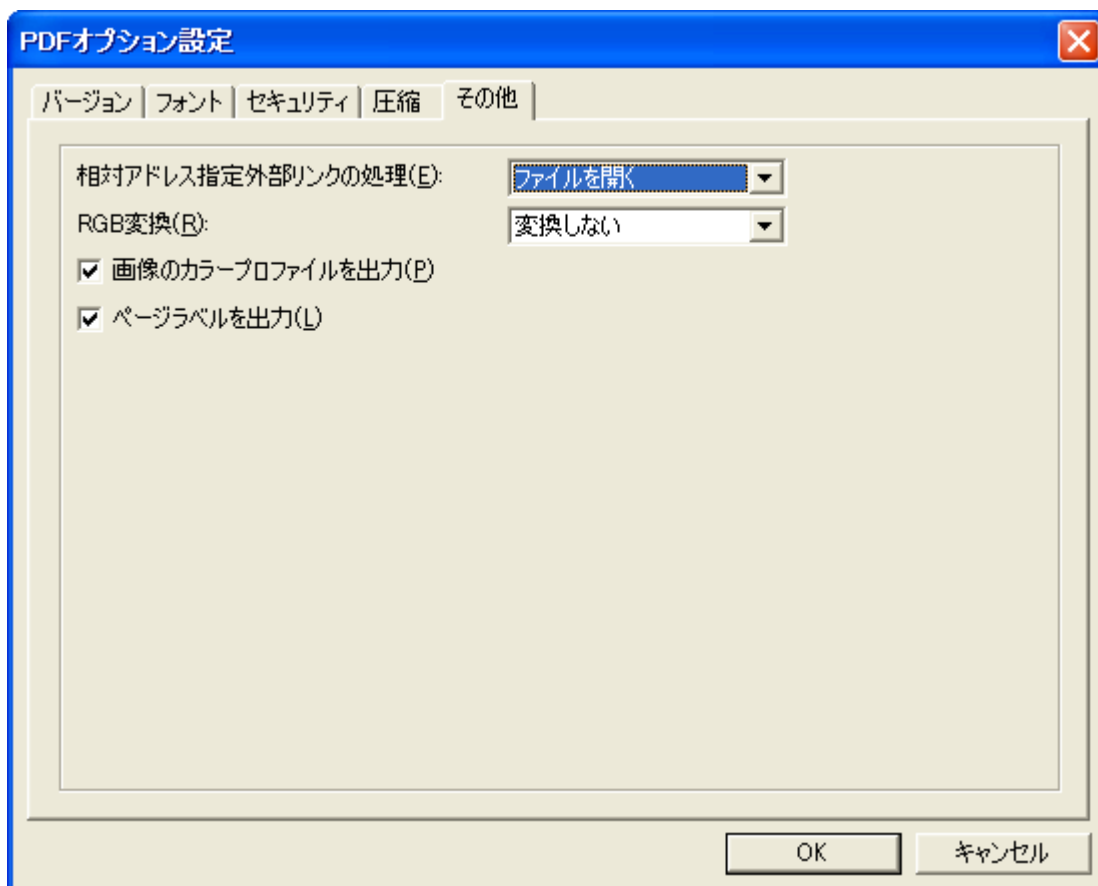 PDFオプション設定
バージョン フォント セキュリティ 圧縮 その他
相対アドレス指定外部リンクの処理(E): ファイルを開く
RGB変換(R): 変換しない
画像のカラープロファイルを出力(P)
ページラベルを出力(L)
OK キャンセル